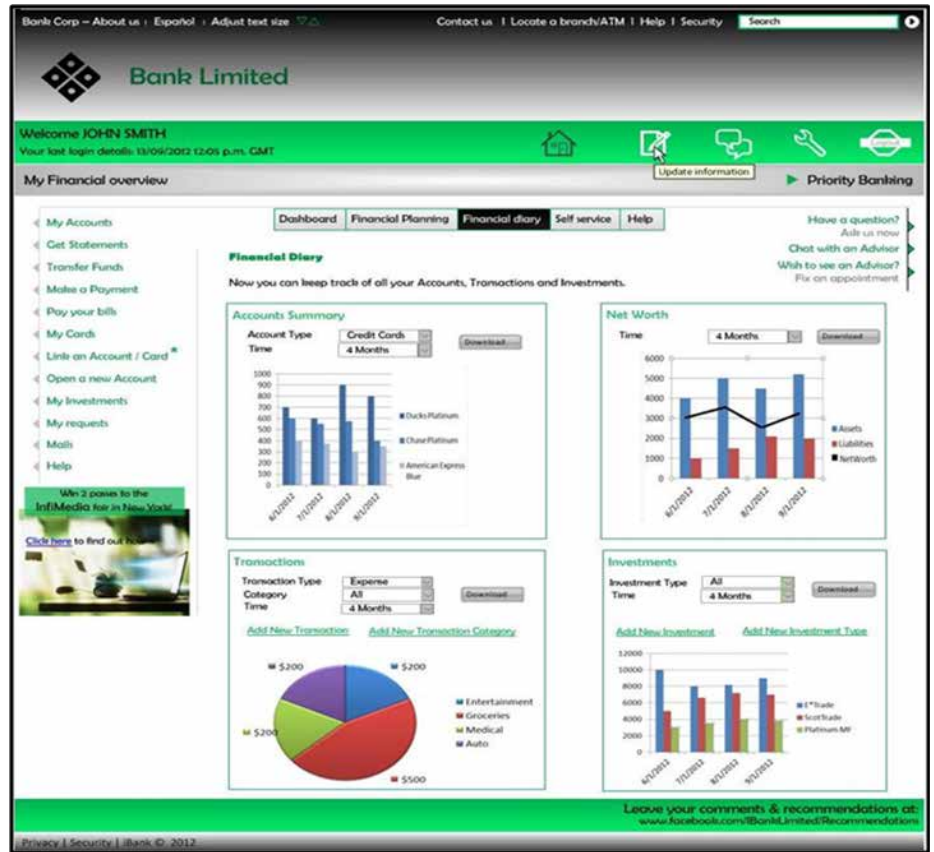 Bank Corp – About us | Español | Adjust text size
Contact us | Locate a branch/ATM | Help | Security
Search
Bank Limited
Welcome JOHN SMITH
Your last login details: 13/09/2012 12:05 p.m. GMT
Logout
Update information
My Financial overview
Priority Banking
My Accounts
Get Statements
Transfer Funds
Make a Payment
Pay your bills
My Cards
Link an Account / Card *
Open a new Account
My Investments
My requests
Mails
Help
Win 2 passes to the
InfiMedia fair in New York!
Click here to find out how
Dashboard Financial Planning Financial diary Self service Help
Have a question?
Ask us now
Chat with an Advisor
Wish to see an Advisor?
Fix an appointment
Financial Diary
Now you can keep track of all your Accounts, Transactions and Investments.
Accounts Summary
Account Type Credit Cards
Time 4 Months
Download
1000
900
800
700
600
500
400
300
200
100
0
6/1/2012 7/1/2012 8/1/2012 9/1/2012
Ducks Platinum
Chase Platinum
American Express
Blue
Net Worth
Time 4 Months Download
6000
5000
4000
3000
2000
1000
0
6/1/2012 7/1/2012 8/1/2012 9/1/2012
Assets
Liabilities
NetWorth
Transactions
Transaction Type Expense
Category All
Time 4 Months
Download
Add New Transaction Add New Transaction Category
$200 $200
$200
$500
Entertainment
Groceries
Medical
Auto
Investments
Investment Type All
Time 4 Months
Download
Add New Investment Add New Investment Type
12000
10000
8000
6000
4000
2000
0
6/1/2012 7/1/2012 8/1/2012 9/1/2012
E*Trade
ScotTrade
Platinum MF
Leave your comments & recommendations at:
www.facebook.com/IBankLimited/Recommendations
Privacy | Security | iBank © 2012